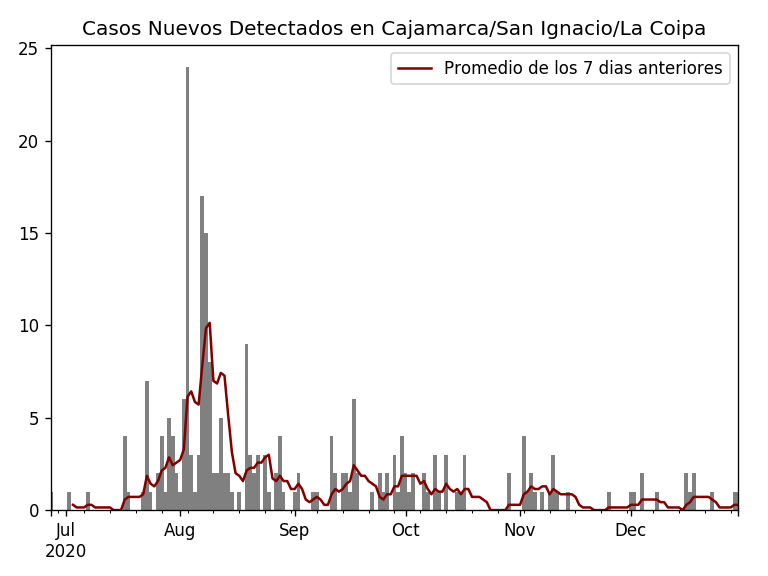 Casos Nuevos Detectados en Cajamarca/San Ignacio/La Coipa
Promedio de los 7 dias anteriores
25
20
15
10
5
0
Jul Aug Sep Oct Nov Dec
2020